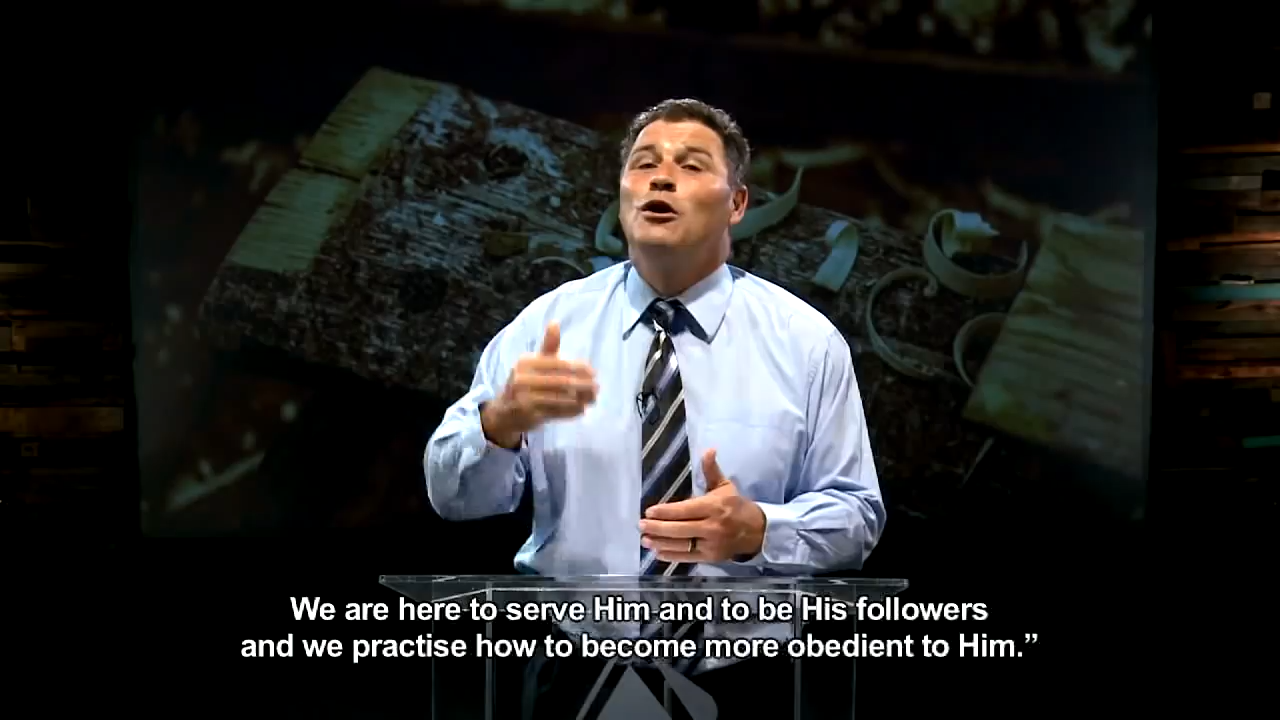 We are here to serve Him and to be His followers
and we practise how to become more obedient to Him.”